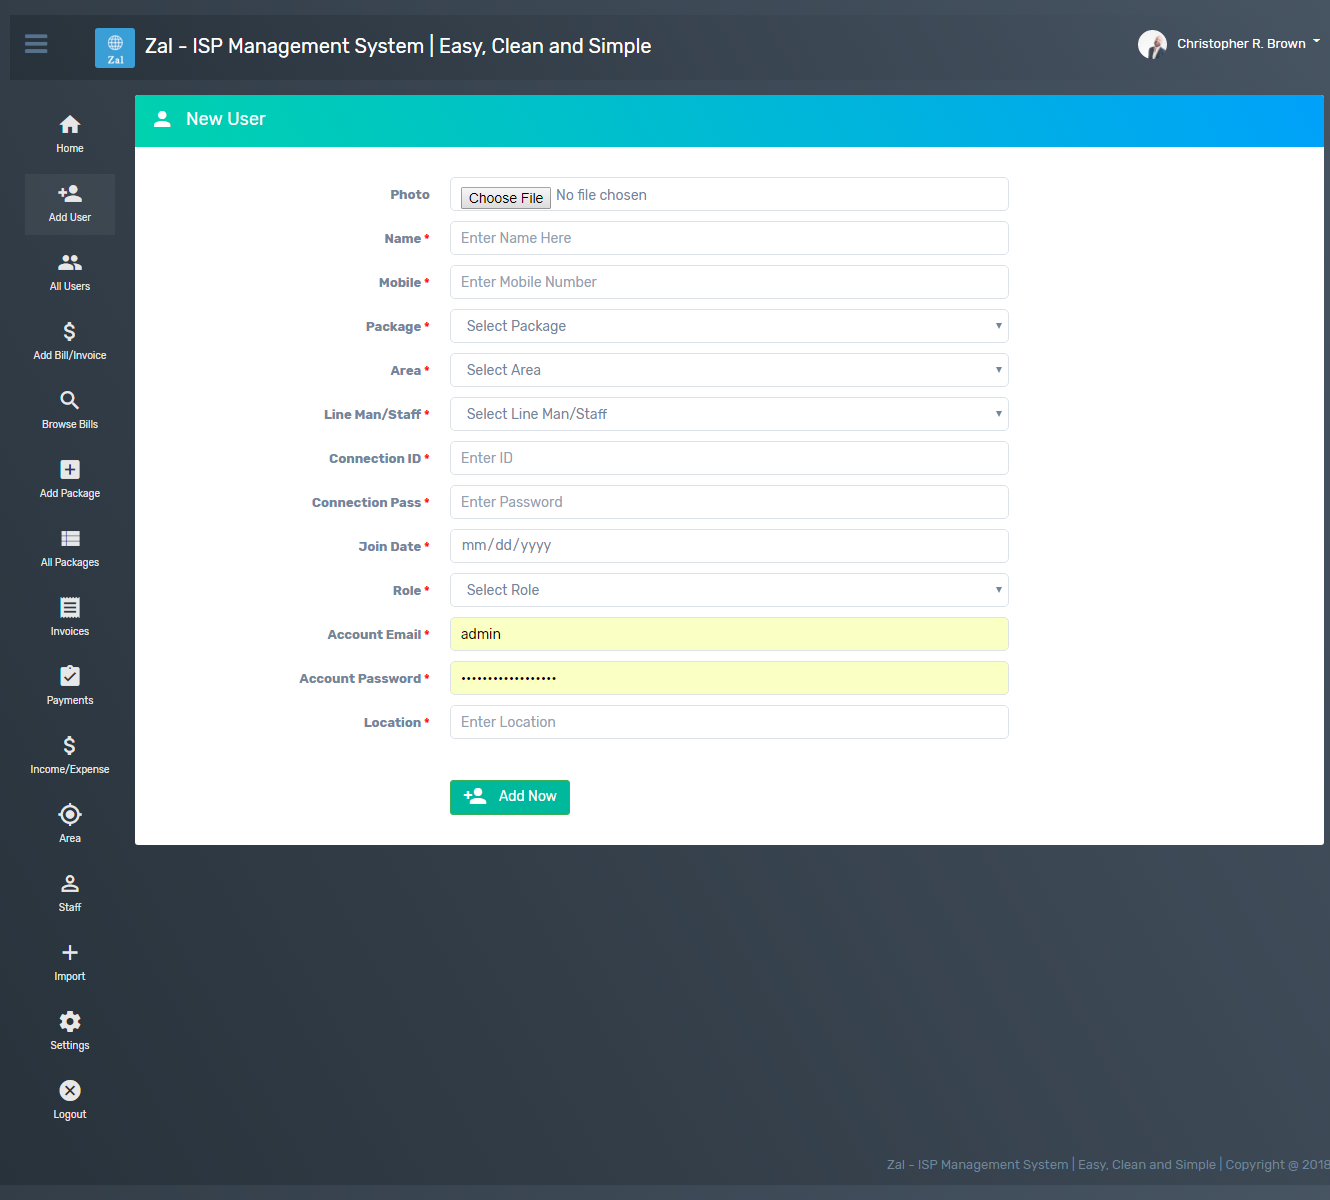 Zal
Zal - ISP Management System | Easy, Clean and Simple
Christopher R. Brown
Home
Add User
All Users
Add Bill/Invoice
Browse Bills
Add Package
All Packages
Invoices
Payments
Income/Expense
Area
Staff
Import
Settings
Logout
New User
Photo Choose File No file chosen
Name * Enter Name Here
Mobile * Enter Mobile Number
Package * Select Package
Area * Select Area
Line Man/Staff * Select Line Man/Staff
Connection ID * Enter ID
Connection Pass * Enter Password
Join Date * mm/dd/yyyy
Role * Select Role
Account Email * admin
Account Password * ••••••••••••••••••
Location * Enter Location
Add Now
Zal - ISP Management System | Easy, Clean and Simple | Copyright @ 2018